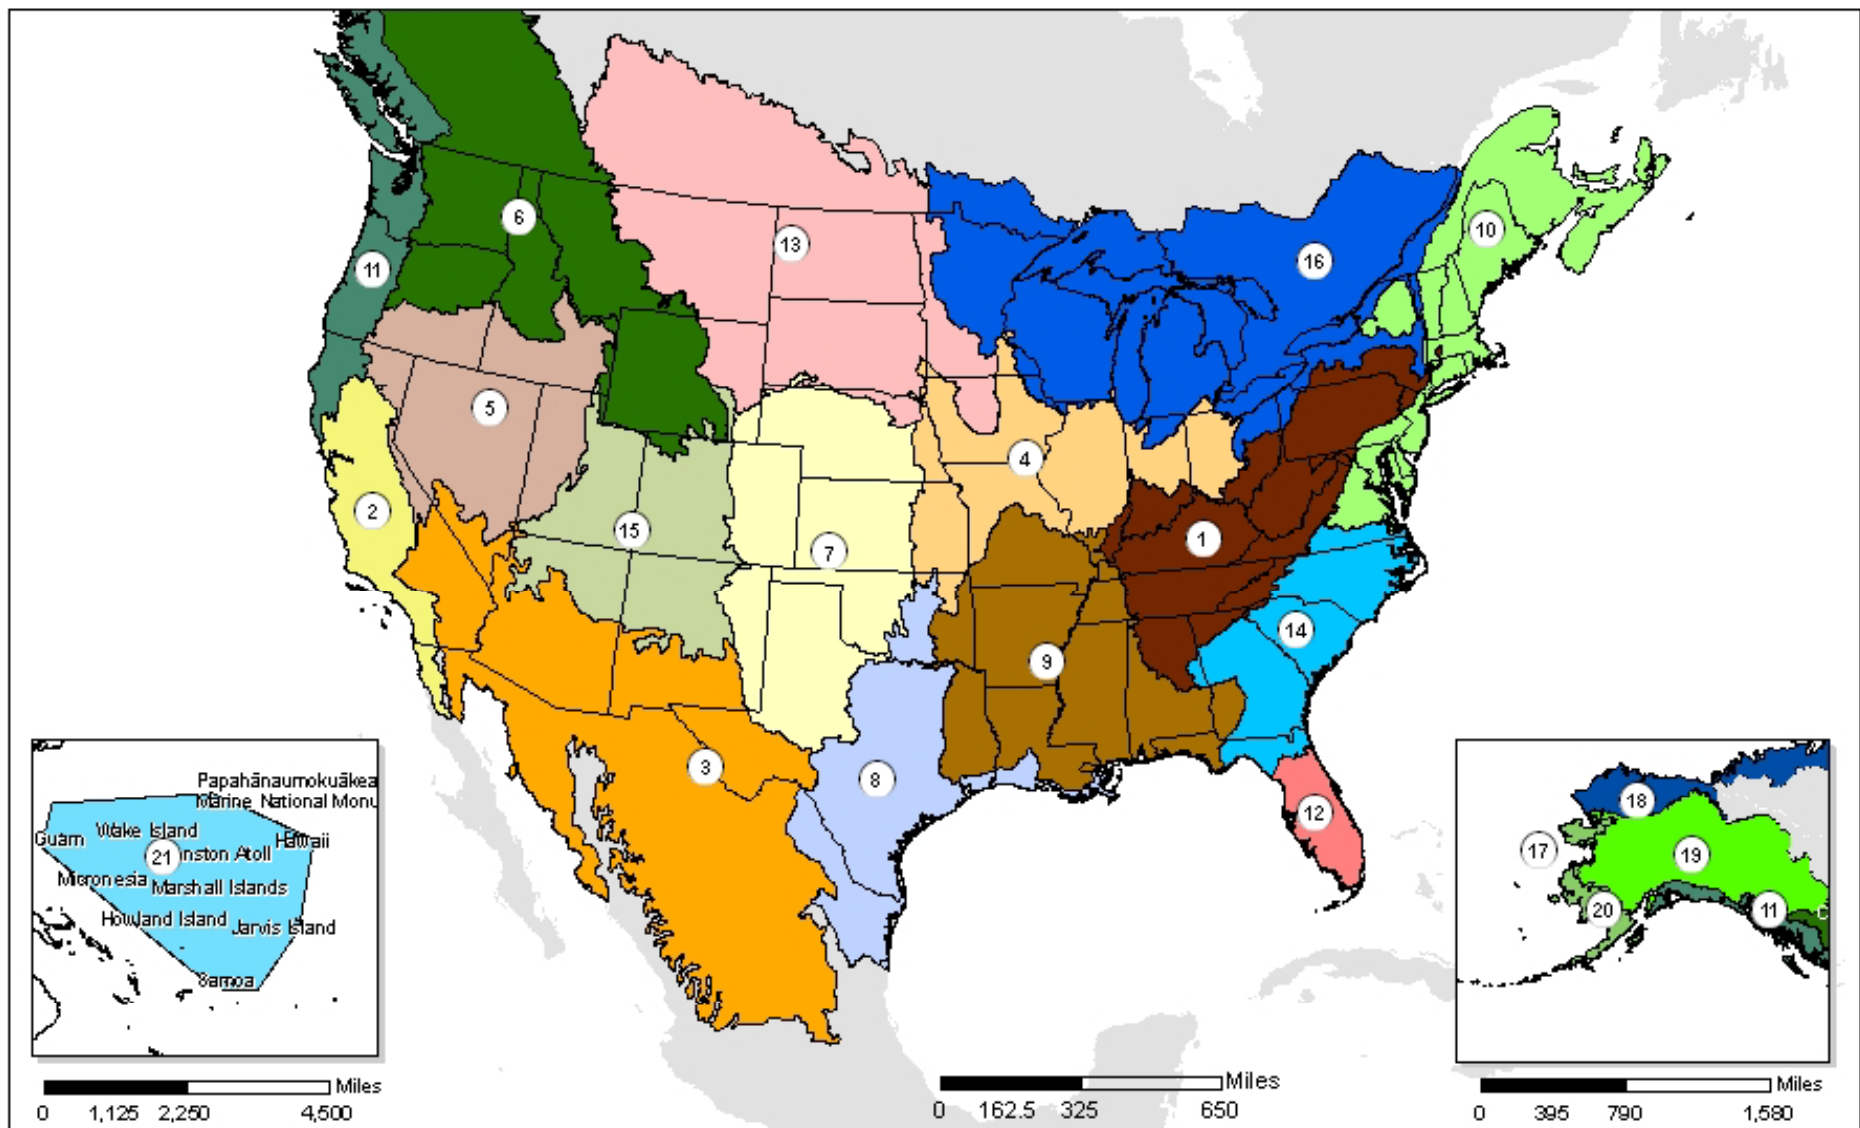 6
13
10
11
16
5
4
2
15
7
1
14
9
3
8
12
Papahānaumokuākea
Marine National Monu
Guam
Wake Island
Hawaii
21
nston Atoll
Micronesia
Marshall Islands
Howland Island
Jarvis Island
Samoa
18
17
19
20
11
C
Miles
0 1,125 2,250 4,500
Miles
0 162.5 325 650
Miles
0 395 790 1,580